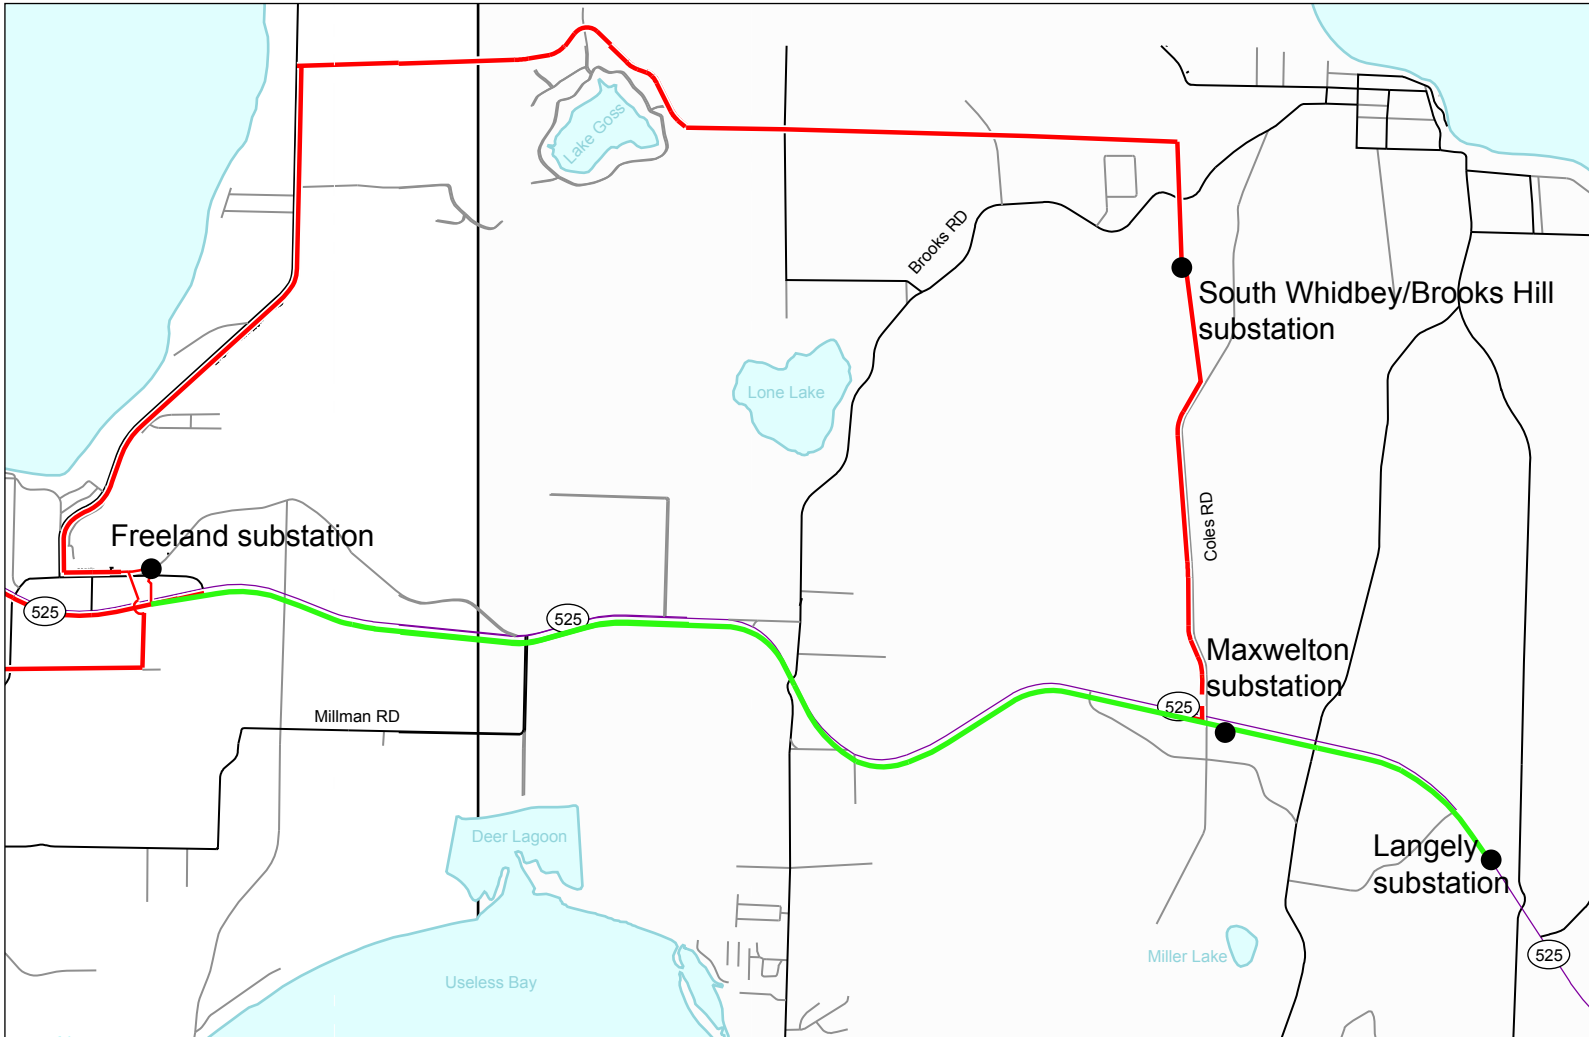 Lake Goss
Brooks RD
South Whidbey/Brooks Hill
substation
Lone Lake
Coles RD
Freeland substation
525
525
Maxwelton
substation
525
Millman RD
Deer Lagoon
Langely
substation
Miller Lake
525
Useless Bay